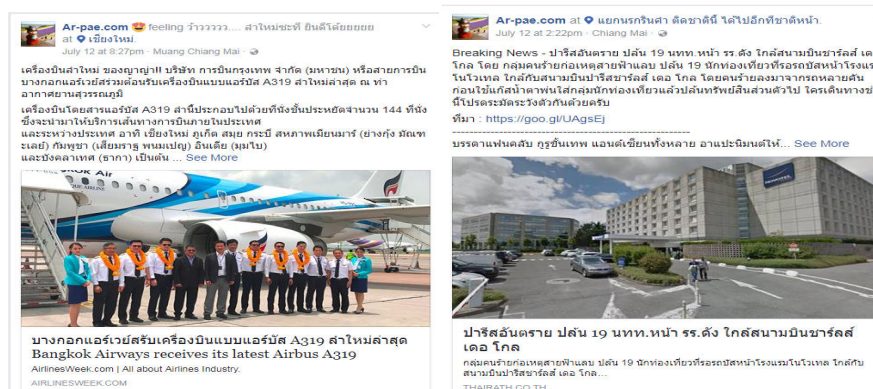 Ar-pae.com 😍 feeling ว้าวววววว.... ลำใหม่ซะที ยินดีโด้ยยยยย
at เชียงใหม่.
July 12 at 8:27pm · Muang Chiang Mai ·
เครื่องบินลำใหม่ ของญาญ่า!! บริษัท การบินกรุงเทพ จำกัด (มหาชน) หรือสายการบิน
บางกอกแอร์เวย์สร่วมต้อนรับเครื่องบินแบบแอร์บัส A319 ลำใหม่ล่าสุด ณ ท่า
อากาศยานสุวรรณภูมิ
เครื่องบินโดยสารแอร์บัส A319 ลำนี้ประกอบไปด้วยที่นั่งชั้นประหยัดจำนวน 144 ที่นั่ง
ซึ่งจะนำมาให้บริการเส้นทางการบินภายในประเทศ
และระหว่างประเทศ อาทิ เชียงใหม่ ภูเก็ต สมุย กระบี่ สหภาพเมียนมาร์ (ย่างกุ้ง มัณฑ
ะเลย์) กัมพูชา (เสียมราฐ พนมเปญ) อินเดีย (มุมไบ)
และบังคลาเทศ (ธากา) เป็นต้น ... See More
บางกอกแอร์เวย์สรับเครื่องบินแบบแอร์บัส A319 ลำใหม่ล่าสุด
Bangkok Airways receives its latest Airbus A319
AirlinesWeek.com | All about Airlines Industry.
AIRLINESWEEK.COM
Ar-pae.com at แยกนรกรินคำ ติดชาตินี้ ได้ไปอีกทีชาติหน้า.
July 12 at 2:22pm · Chiang Mai ·
Breaking News - ปารีสอันตราย ปล้น 19 นทท.หน้า รร.ดัง ใกล้สนามบินชาร์ลส์ เด
โกล โดย กลุ่มคนร้ายก่อเหตุสายฟ้าแลบ ปล้น 19 นักท่องเที่ยวที่รอรถบัสหน้าโรงแรม
โนโวเทล ใกล้กับสนามบินปารีสชาร์ลส์ เดอ โกล โดยคนร้ายลงมาจากรถหลายคัน
ก่อนใช้แก๊สน้ำตาพ่นใส่กลุ่มนักท่องเที่ยวแล้วปล้นทรัพย์สินส่วนตัวไป ใครเดินทางช่
นี้โปรดระมัดระวังตัวกันด้วยครับ
ที่มา : https://goo.gl/UAgsEj
--------------------------------------------------------
บรรดาแฟนคลับ กูรูชั้นเทพ แอนด์เซียนทั้งหลาย อาแปะนิมนต์ให้... See More
ปารีสอันตราย ปล้น 19 นทท.หน้า รร.ดัง ใกล้สนามบินชาร์ลส์
เดอ โกล
กลุ่มคนร้ายก่อเหตุสายฟ้าแลบ ปล้น 19 นักท่องเที่ยวที่รอรถบัสหน้าโรงแรมโนโวเทล ใกล้กับ
สนามบินปารีสชาร์ลส์ เดอ โกล...
THAIRATH.CO.TH